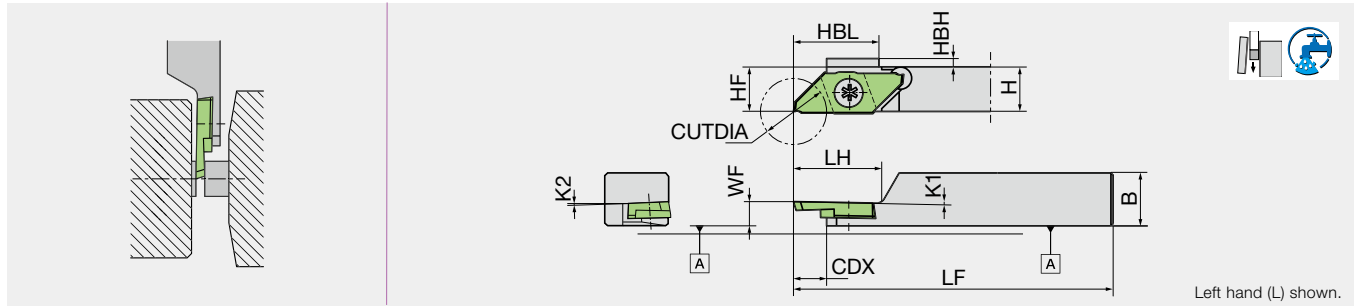 HBL
HBH
HF
H
CUTDIA
LH
WF
K1
K2
B
A
A
CDX
LF
Left hand (L) shown.